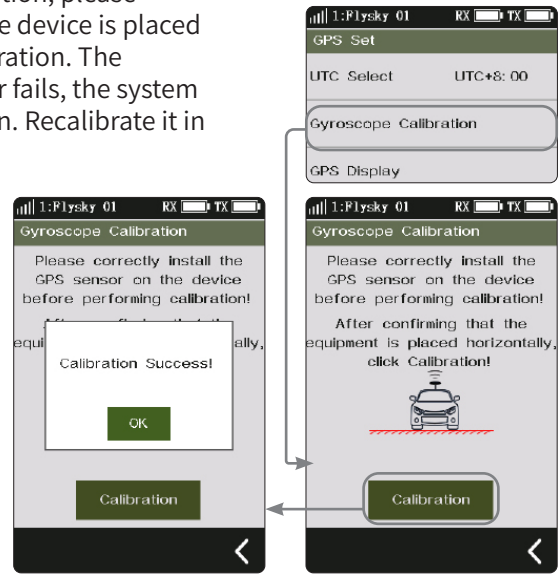 tion, please
e device is placed
ration. The
r fails, the system
n. Recalibrate it in
1:Flysky 01 RX TX
GPS Set
UTC Select UTC+8:00
Gyroscope Calibration
GPS Display
1:Flysky 01 RX TX
Gyroscope Calibration
Please correctly install the
GPS sensor on the device
before performing calibration!
equi ally,
Calibration Success!
OK
Calibration
1:Flysky 01 RX TX
Gyroscope Calibration
Please correctly install the
GPS sensor on the device
before performing calibration!
After confirming that the
equipment is placed horizontally,
click Calibration!
Calibration